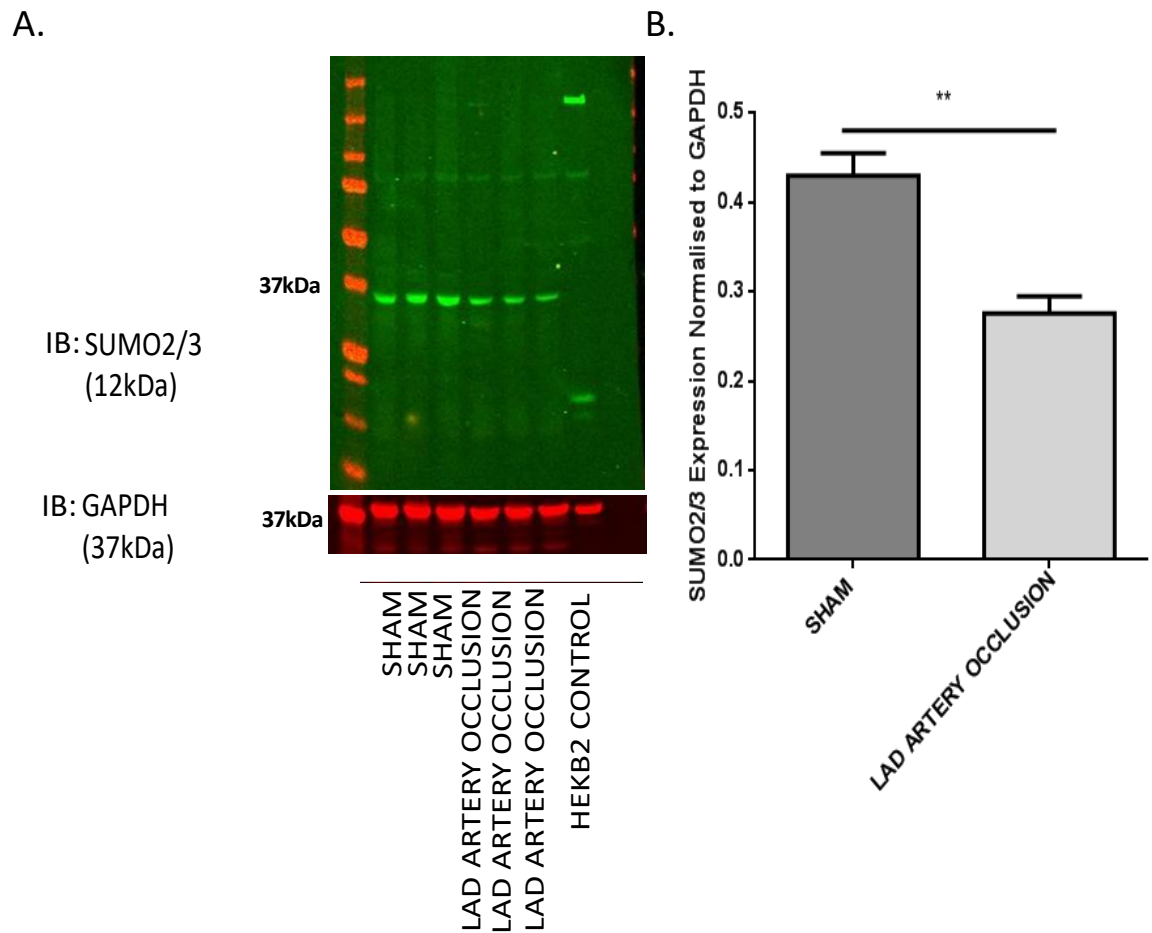 A.
37kDa
IB: SUMO2/3
(12kDa)
IB: GAPDH
(37kDa)
37kDa
SHAM
SHAM
SHAM
LAD ARTERY OCCLUSION
LAD ARTERY OCCLUSION
LAD ARTERY OCCLUSION
HEKB2 CONTROL
B.
SUMO2/3 Expression Normalised to GAPDH
**
0.5
0.4
0.3
0.2
0.1
0.0
SHAM
LAD ARTERY OCCLUSION